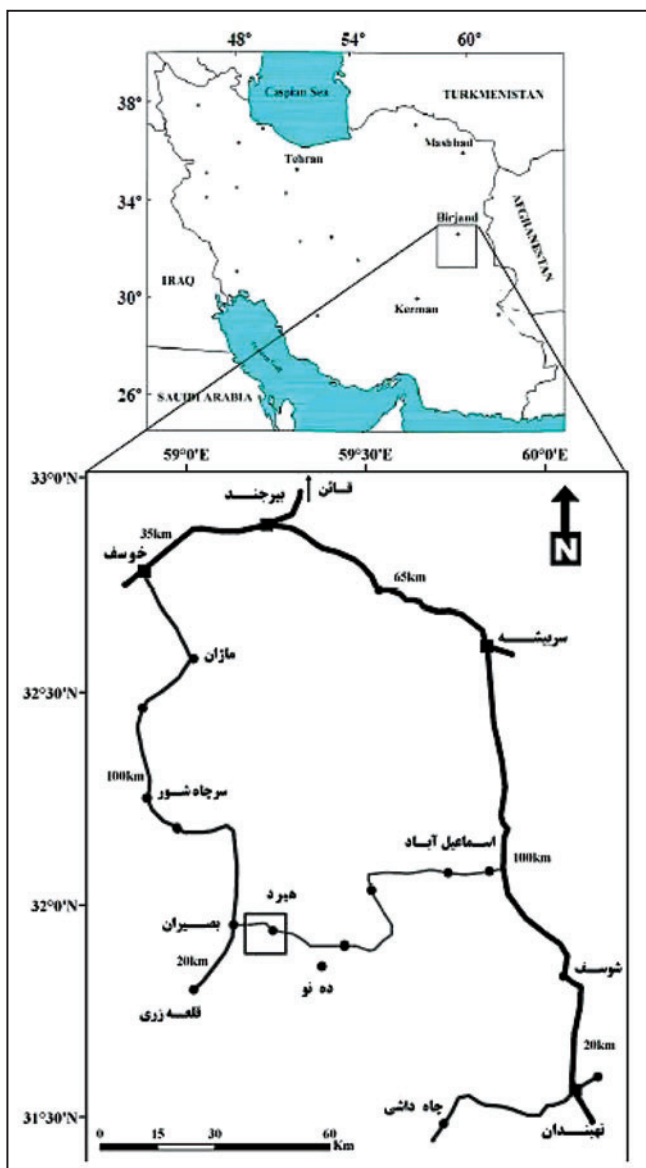 48° 54° 60°
38°
34°
30°
26°
Caspian Sea
TURKMENISTAN
Mashhad
Tehran
AFGHANESTAN
Birjand
IRAQ
Kerman
SAUDI ARABIA
59°0'E 59°30'E 60°0'E
33°0'N
32°30'N
32°0'N
31°30'N
قائن
بیرجند
35km
خوسف
N
65km
سربیشه
ماژان
100km
سرچاه شور
اسماعیل آباد
100km
هیرد
بصیران
20km
شوسف
ده نو
قلعه زری
20km
چاه داشی
نهبندان
0 15 30 60
Km